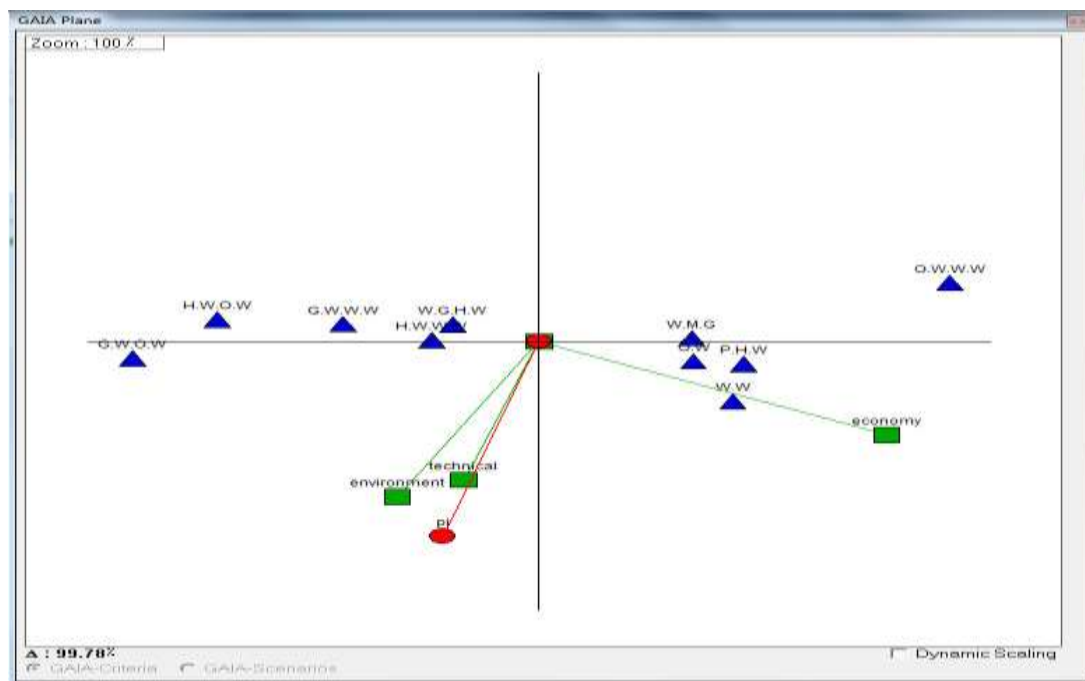 GAIA Plane
Zoom : 100 %
O.W.W.W
H.W.O.W
G.W.W.W
W.G.H.W
W.M.G
G.W.O.W
P.H.W
W.W
economy
technical
environment
pi
Δ : 99.78%
GAIA-Criteria
GAIA-Scenarios
Dynamic Scaling